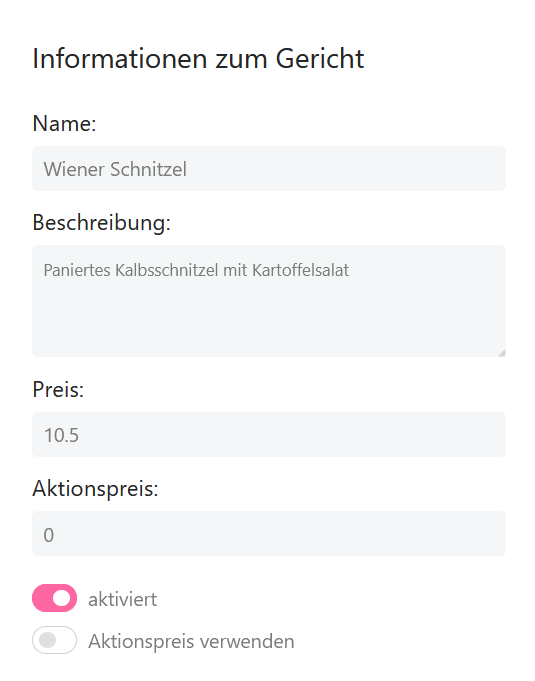 Informationen zum Gericht
Name:
Wiener Schnitzel
Beschreibung:
Paniertes Kalbsschnitzel mit Kartoffelsalat
Preis:
10.5
Aktionspreis:
0
aktiviert
Aktionspreis verwenden